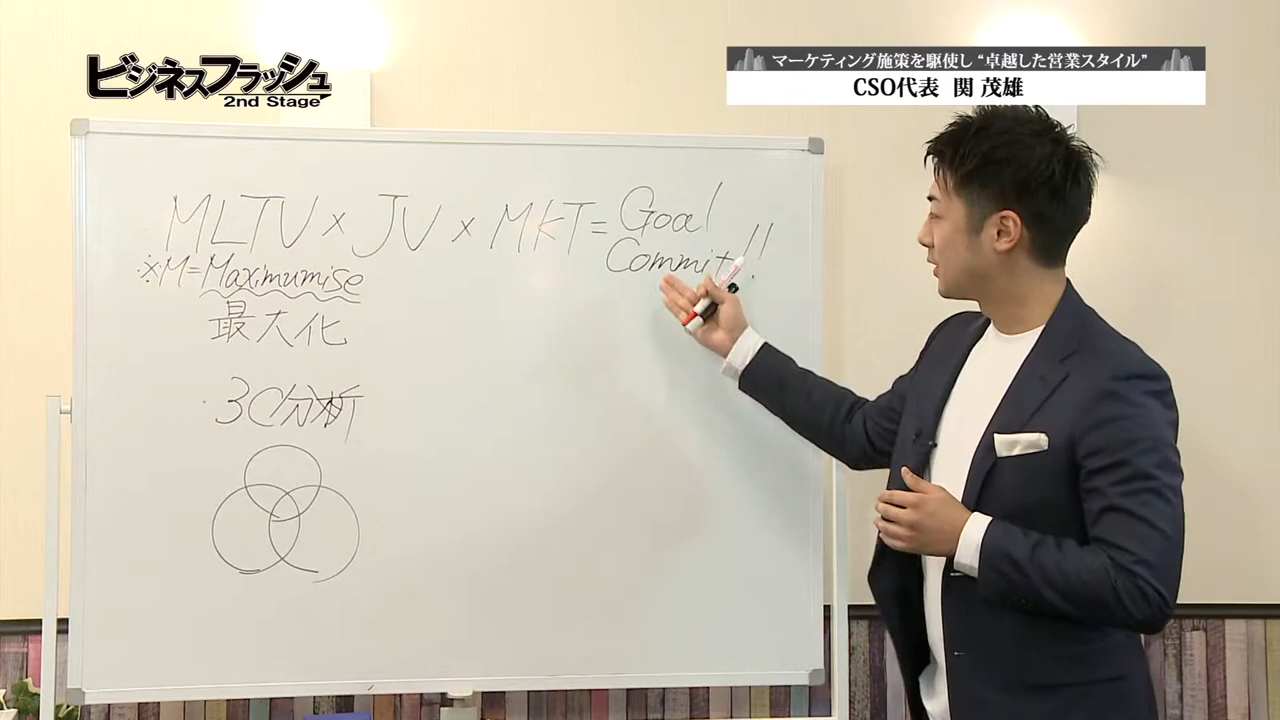 ビジネスフラッシュ
2nd Stage
マーケティング施策を駆使し “卓越した営業スタイル”
CSO代表 関 茂雄
MLTV × JV × MKT = Goal
Commit!!
※M=Maximumise
最大化
・3C分析